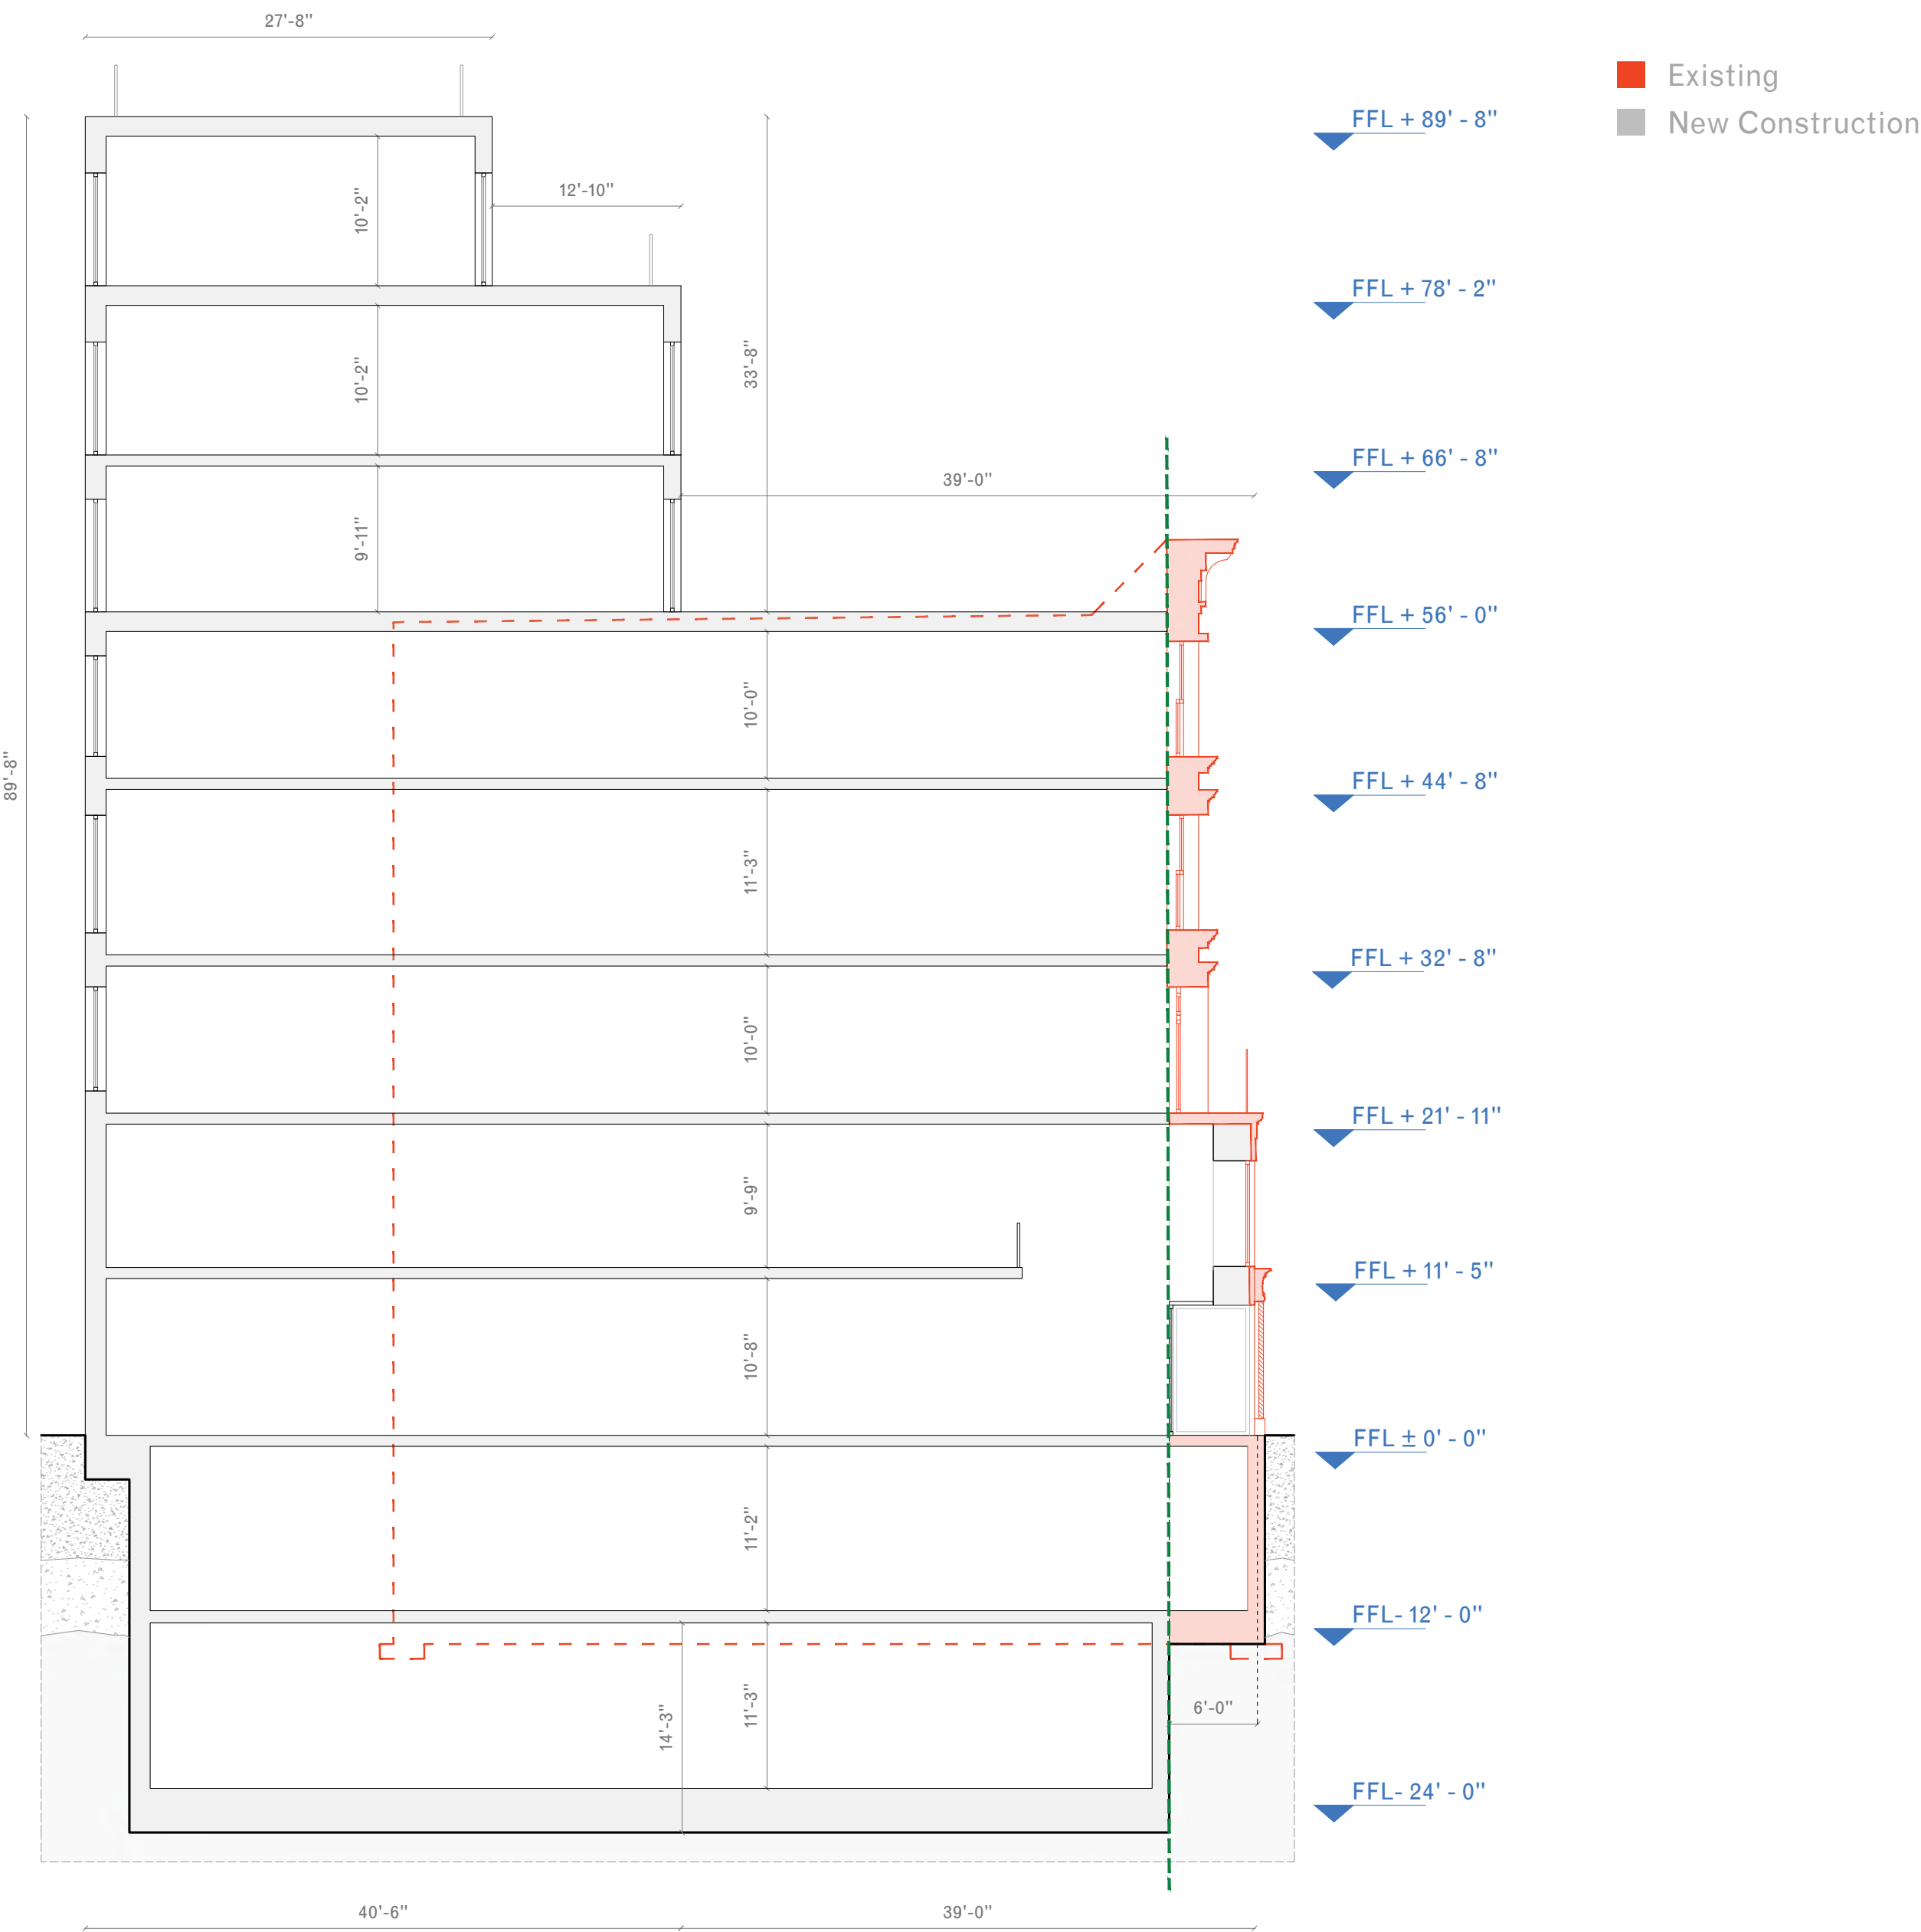 27'-8"
Existing
New Construction
FFL + 89' - 8"
12'-10"
10'-2"
FFL + 78' - 2"
33'-8"
10'-2"
FFL + 66' - 8"
39'-0"
9'-11"
FFL + 56' - 0"
10'-0"
89'-8"
FFL + 44' - 8"
11'-3"
FFL + 32' - 8"
10'-0"
FFL + 21' - 11"
9'-9"
FFL + 11' - 5"
10'-8"
FFL ± 0' - 0"
11'-2"
FFL- 12' - 0"
11'-3"
14'-3"
6'-0"
FFL- 24' - 0"
40'-6"
39'-0"